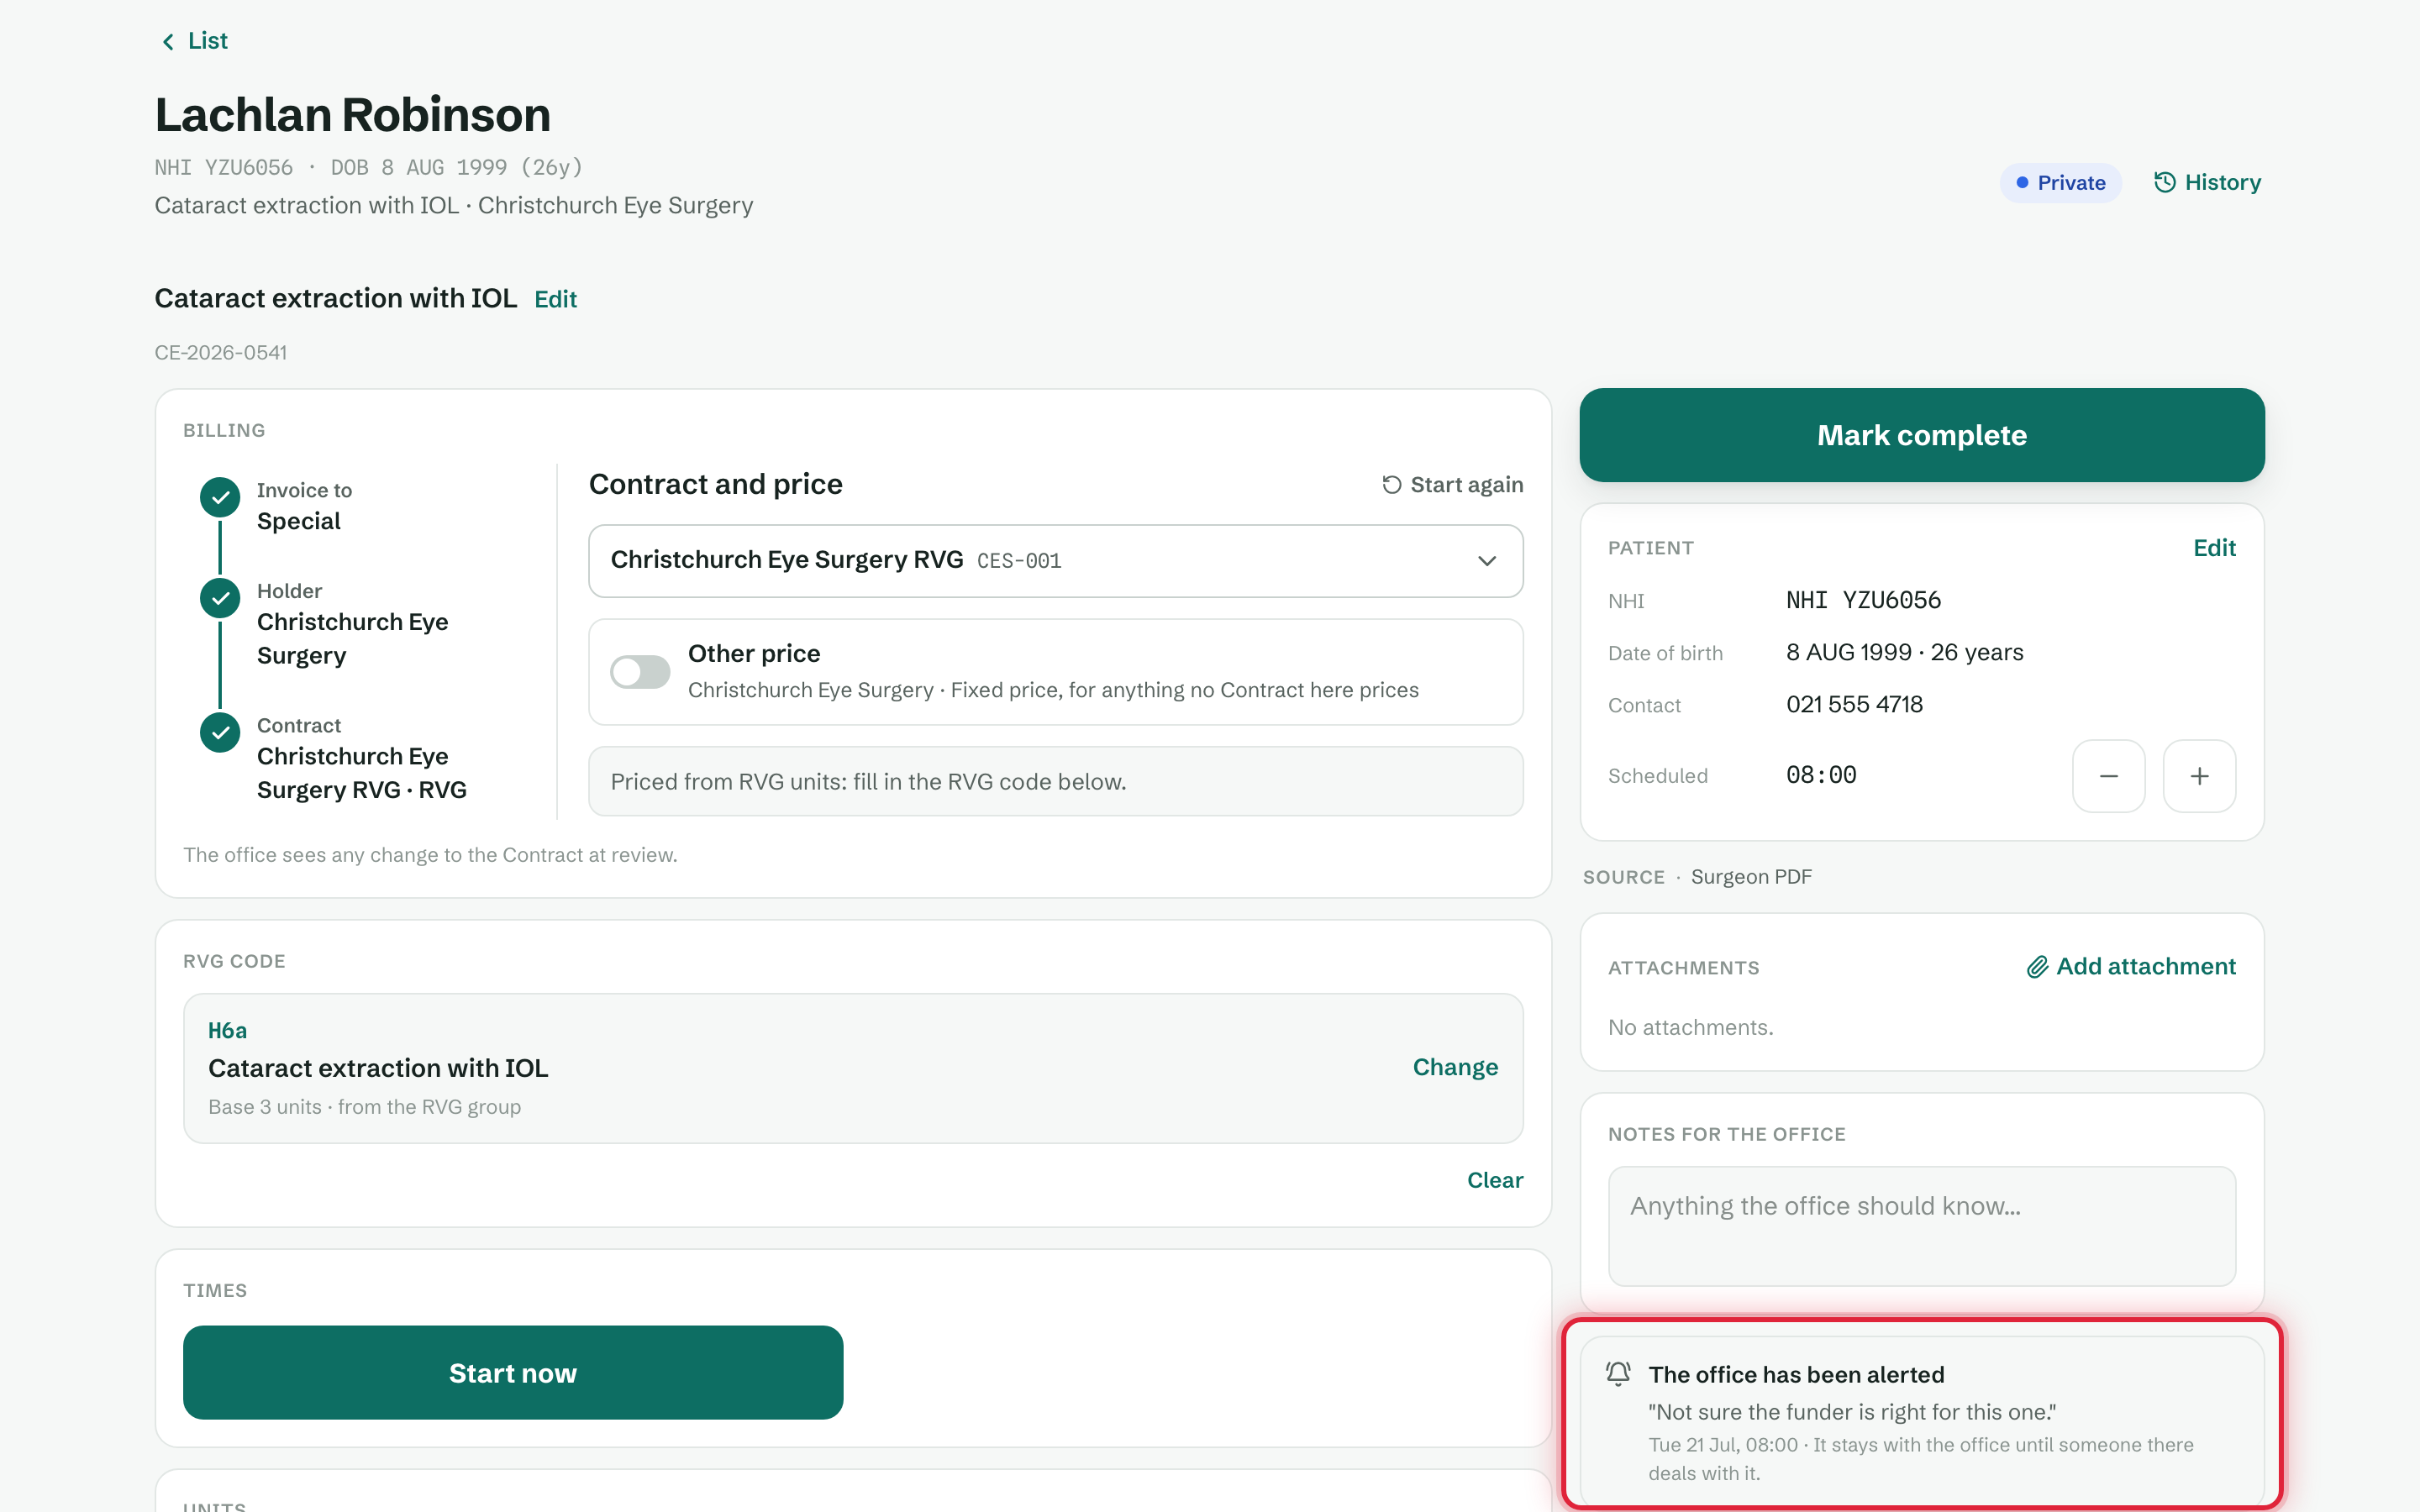 List
Lachlan Robinson
NHI YZU6056 · DOB 8 AUG 1999 (26y)
Cataract extraction with IOL · Christchurch Eye Surgery
Private
History
Cataract extraction with IOL Edit
CE-2026-0541
BILLING
Invoice to
Special
Holder
Christchurch Eye
Surgery
Contract
Christchurch Eye
Surgery RVG · RVG
Contract and price
Start again
Christchurch Eye Surgery RVG CES-001
Other price
Christchurch Eye Surgery · Fixed price, for anything no Contract here prices
Priced from RVG units: fill in the RVG code below.
The office sees any change to the Contract at review.
RVG CODE
H6a
Cataract extraction with IOL
Base 3 units · from the RVG group
Change
Clear
TIMES
Start now
UNITS
Mark complete
PATIENT
Edit
NHI
NHI YZU6056
Date of birth
8 AUG 1999 · 26 years
Contact
021 555 4718
Scheduled
08:00
SOURCE · Surgeon PDF
ATTACHMENTS
Add attachment
No attachments.
NOTES FOR THE OFFICE
Anything the office should know...
The office has been alerted
"Not sure the funder is right for this one."
Tue 21 Jul, 08:00 · It stays with the office until someone there
deals with it.